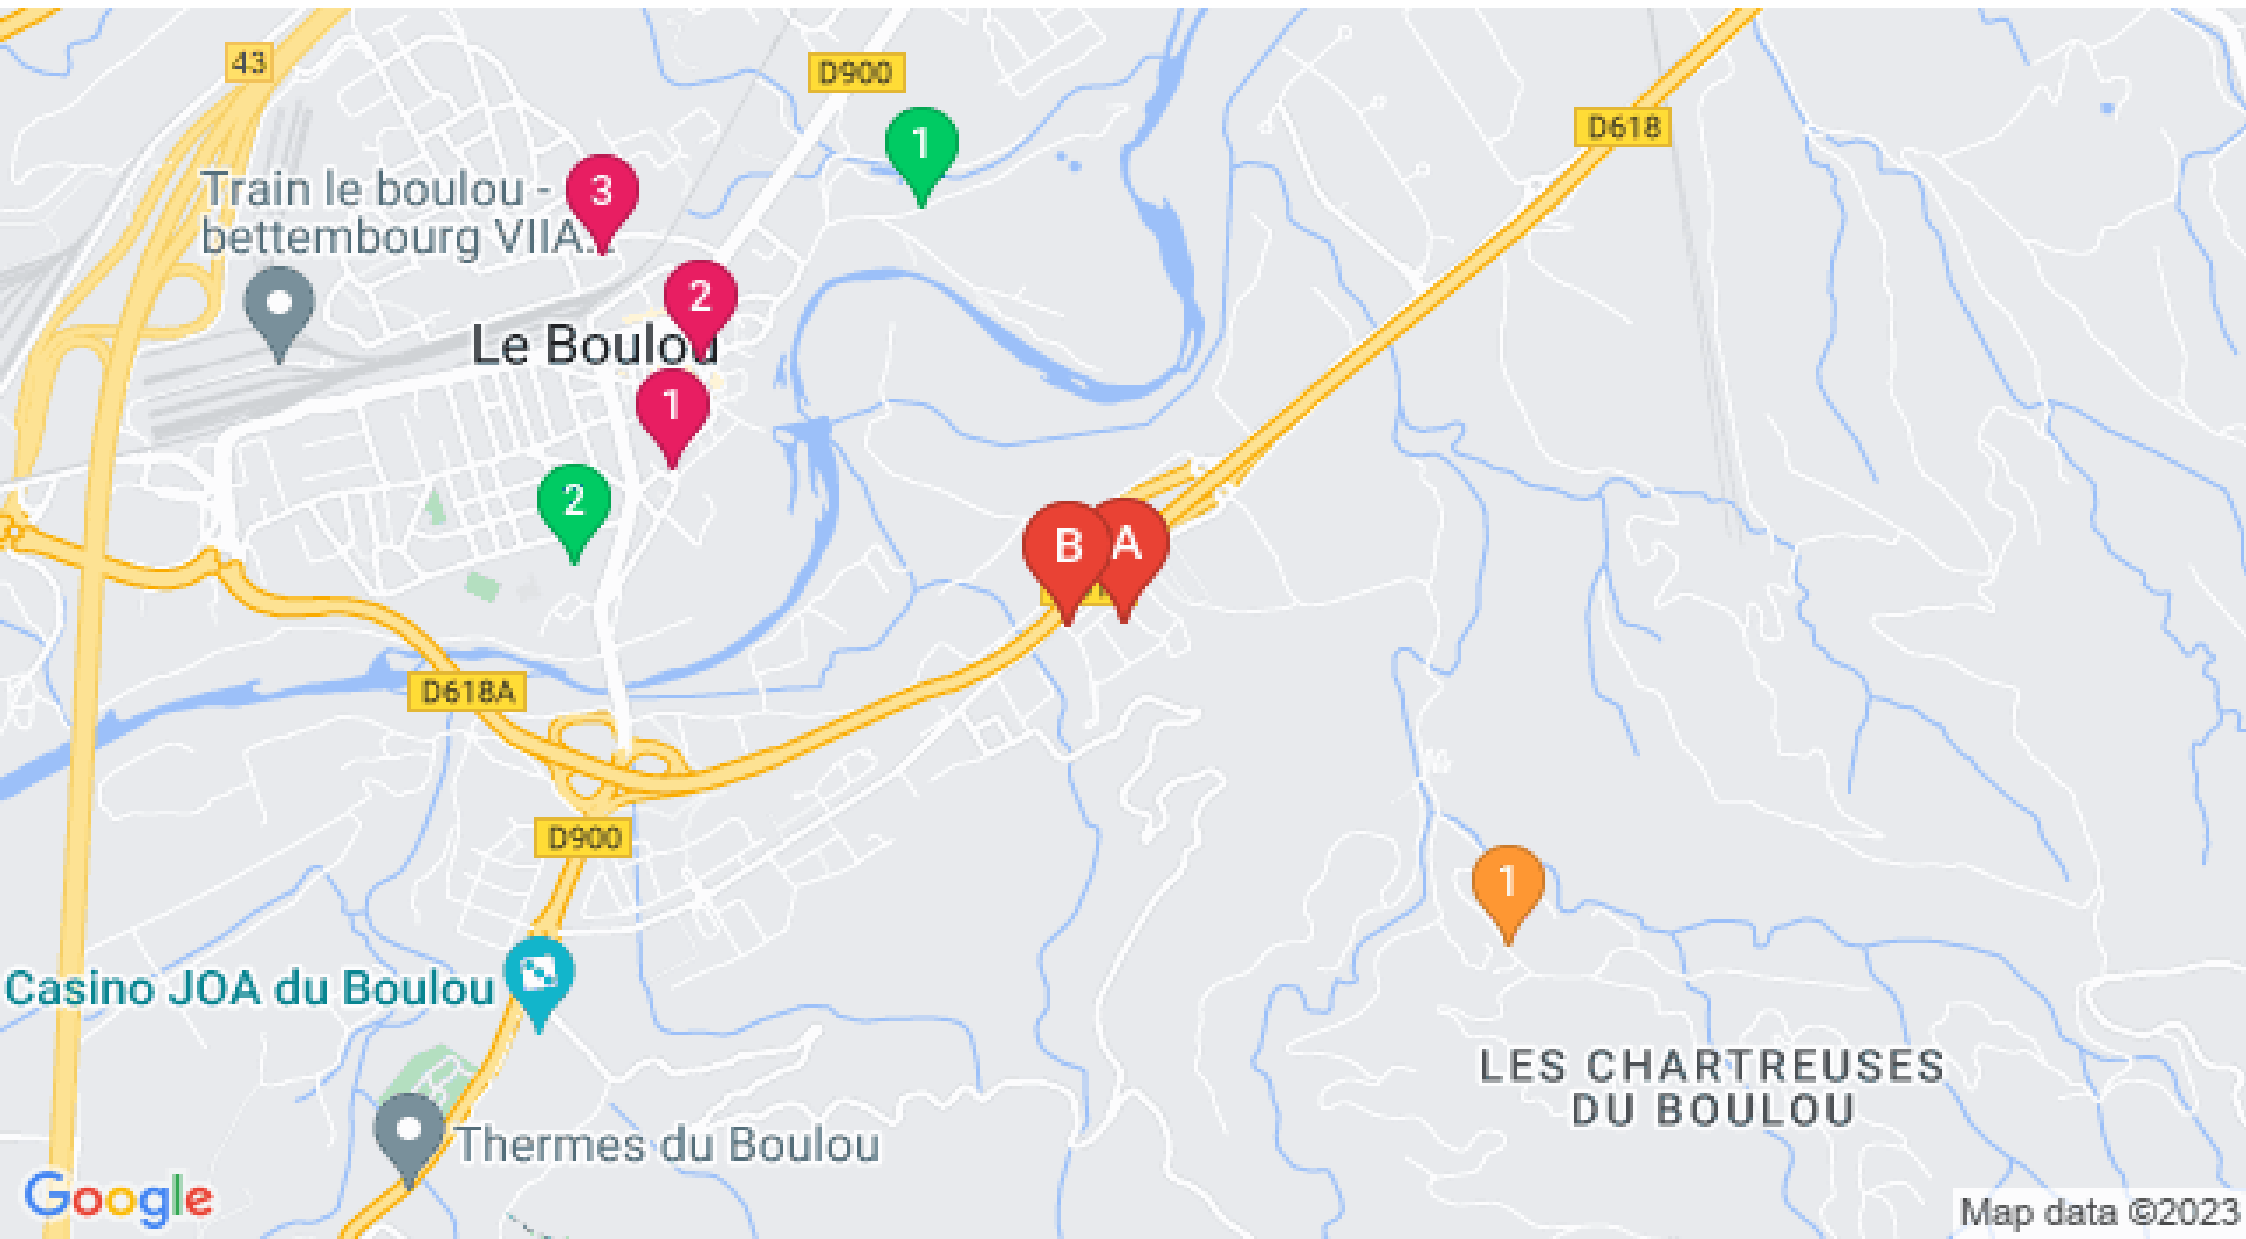 43
D900
D618
1
Train le boulou -
bettembourg VIIA...
3
2
Le Boulou
1
2
B
A
D618A
D900
1
Casino JOA du Boulou
LES CHARTREUSES
DU BOULOU
Thermes du Boulou
Google
Map data ©2023